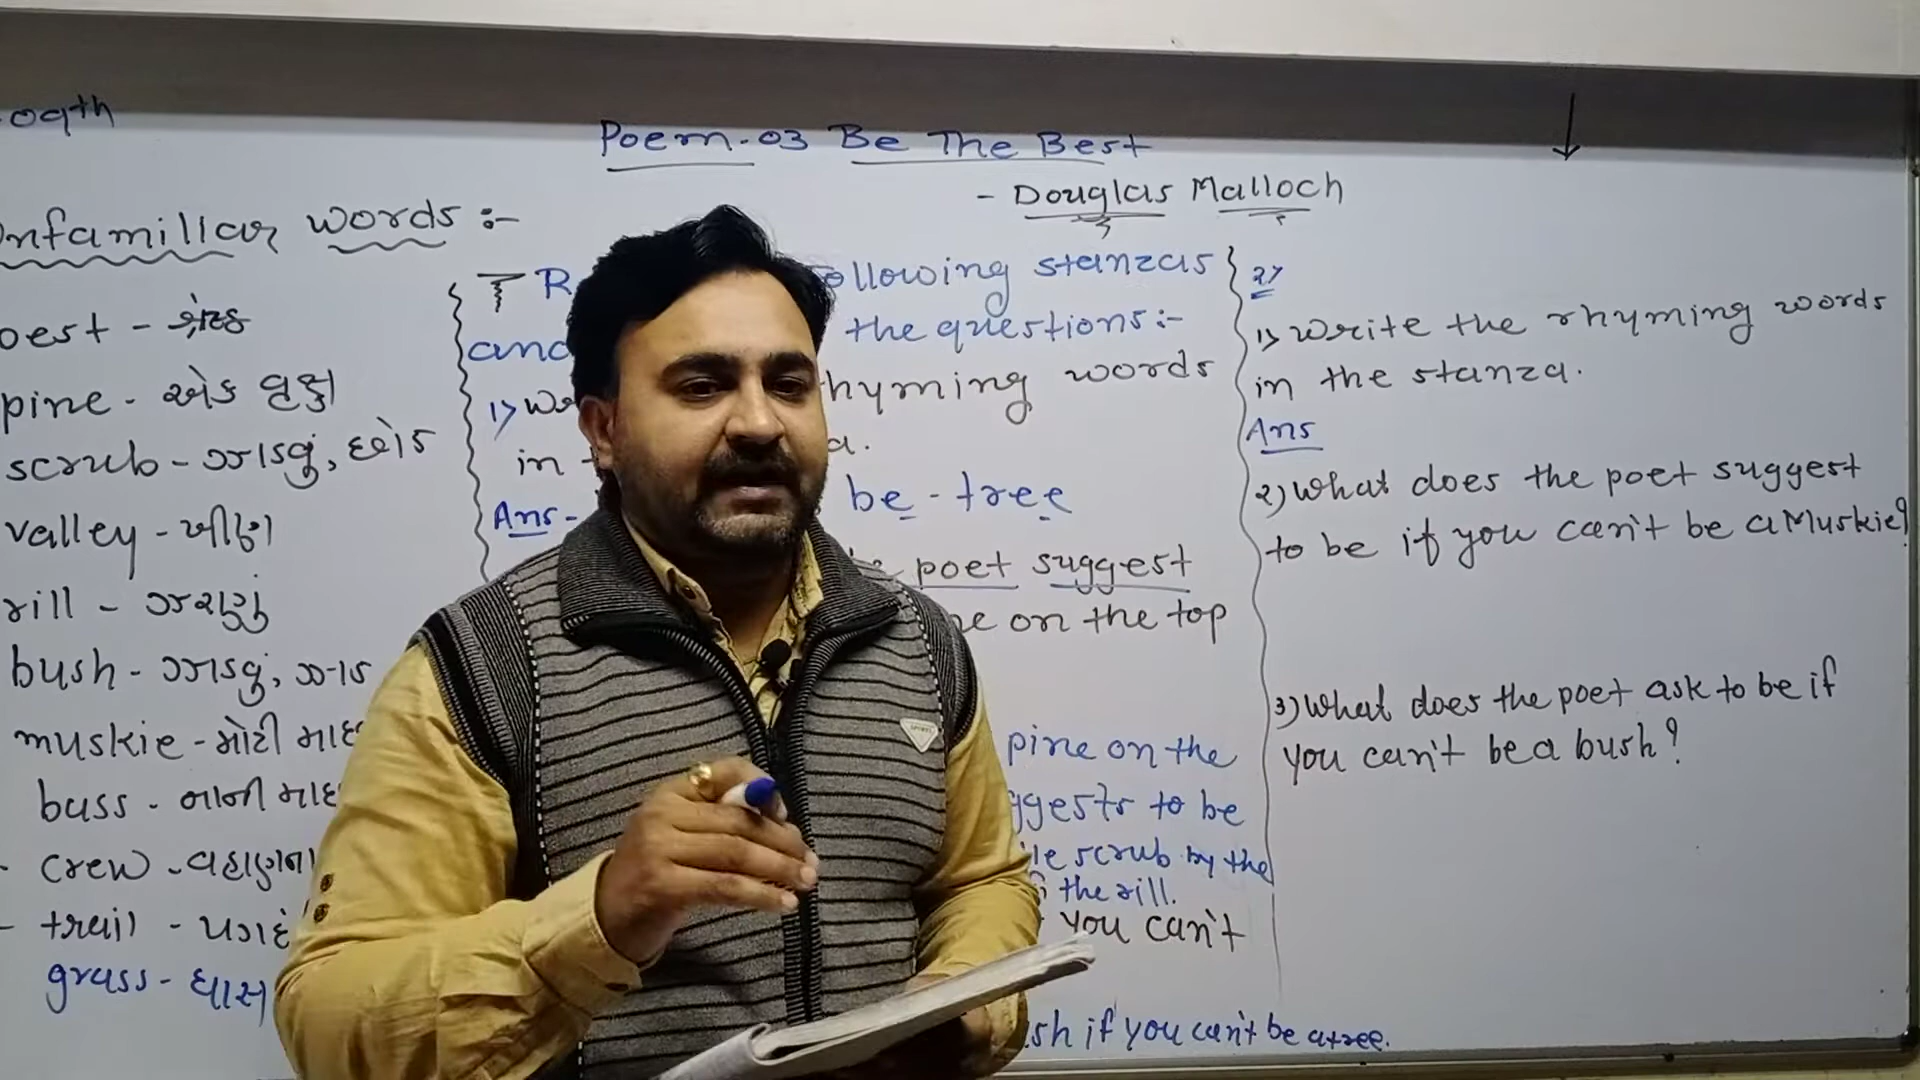 09th
Poem-03 Be The Best
- Douglas Malloch
Unfamiliar words :-
best - શ્રેષ્ઠ
pine - એક વૃક્ષ
scrub - ઝાડવું, છોડ
valley - ખીણ
rill - ઝરણું
bush - ઝાડવું, ઝાડ
muskie - મોટી માછ
bass - નાની માછ
crew - વહાણના
trail - પગદં
grass - ઘાસ
R ollowing stanzas
and the questions:-
1) hyming words
in a.
Ans- be - tree
poet suggest
on the top
pine on the
ggests to be
scrub by the
the rill.
you can't
sh if you can't be a tree.
2)
1) write the rhyming words
in the stanza.
Ans
2) What does the poet suggest
to be if you can't be a Muskie?
3) What does the poet ask to be if
you can't be a bush?